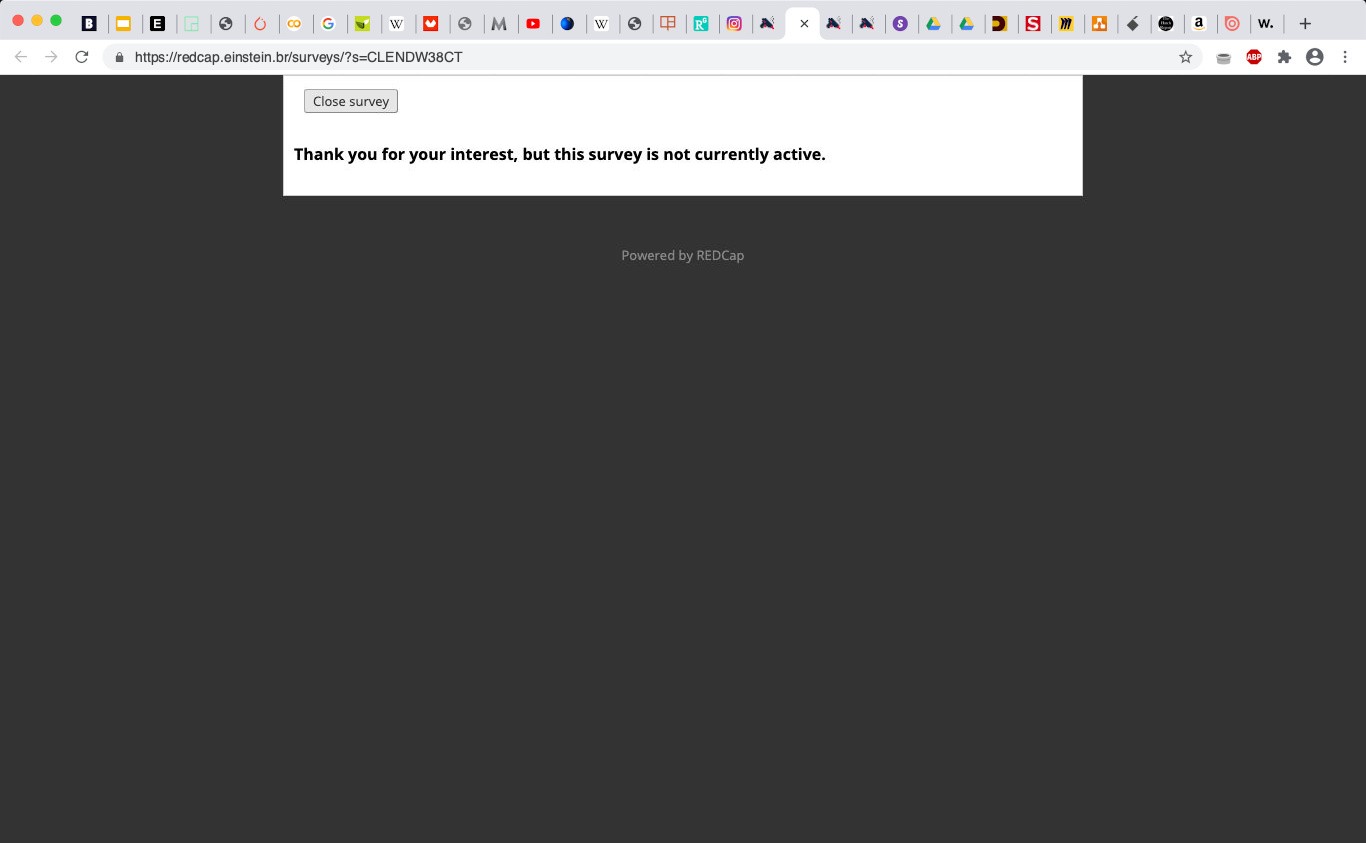 https://redcap.einstein.br/surveys/?s=CLENDW38CT
ABP
Close survey
Thank you for your interest, but this survey is not currently active.
Powered by REDCap